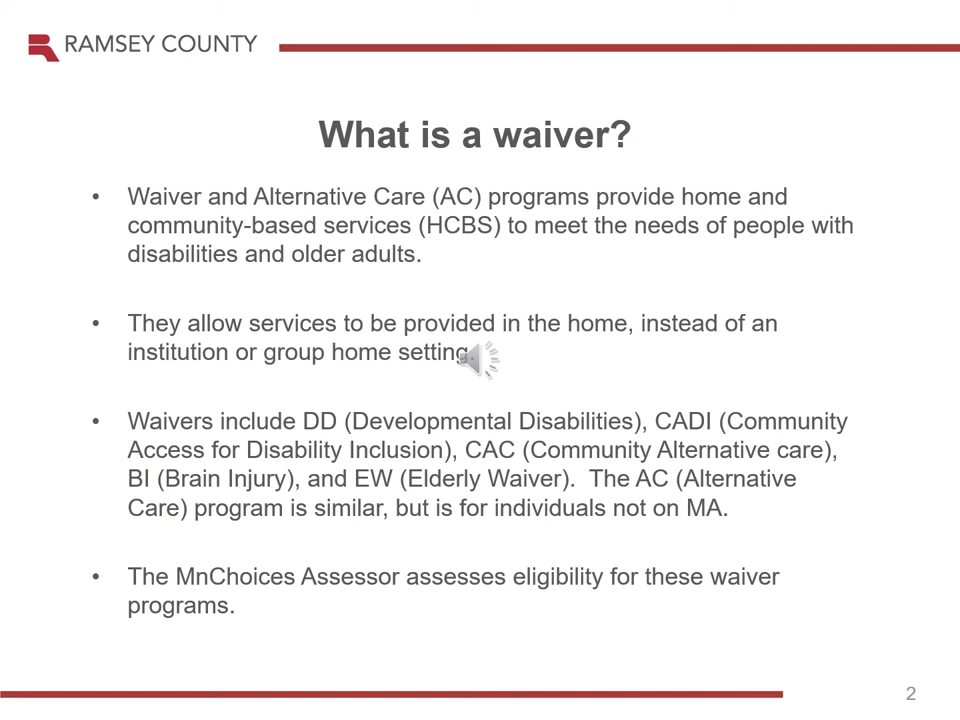 RAMSEY COUNTY
What is a waiver?
• Waiver and Alternative Care (AC) programs provide home and
community-based services (HCBS) to meet the needs of people with
disabilities and older adults.
• They allow services to be provided in the home, instead of an
institution or group home setting
• Waivers include DD (Developmental Disabilities), CADI (Community
Access for Disability Inclusion), CAC (Community Alternative care),
BI (Brain Injury), and EW (Elderly Waiver).  The AC (Alternative
Care) program is similar, but is for individuals not on MA.
• The MnChoices Assessor assesses eligibility for these waiver
programs.
2